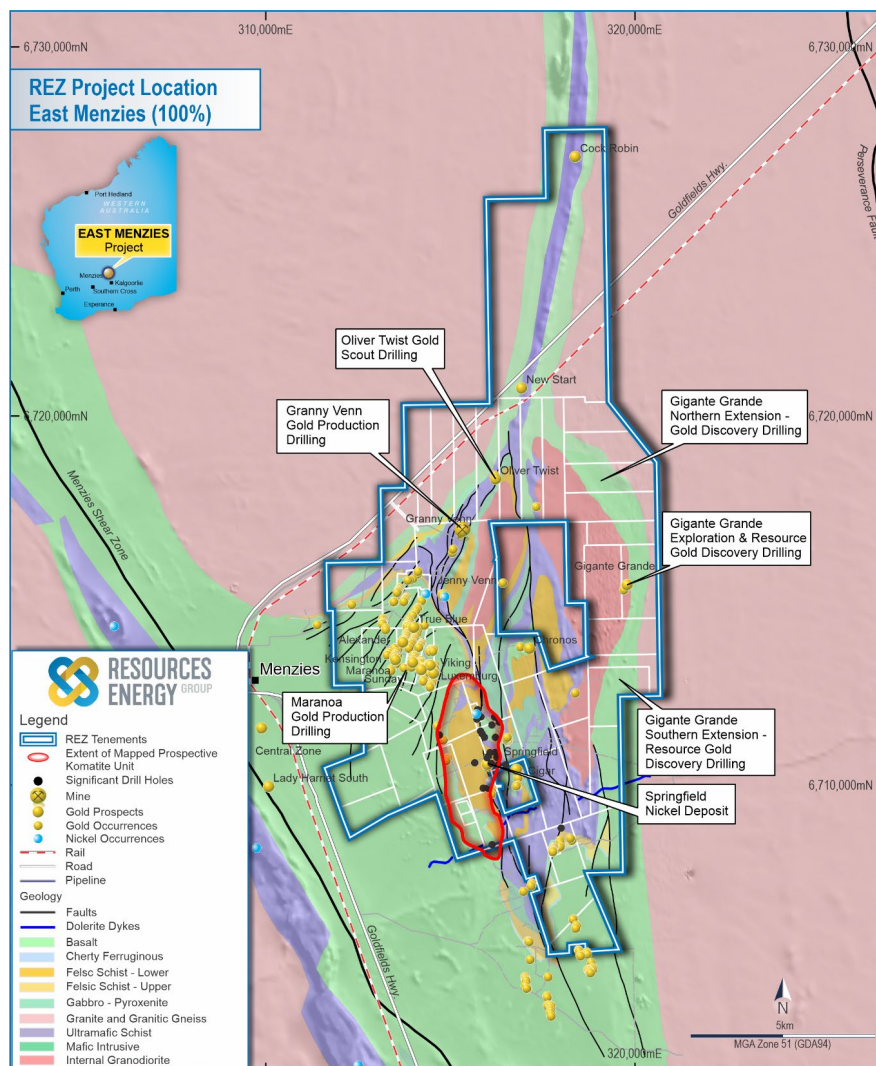 310,000mE
320,000mE
6,730,000mN
6,730,000mN
REZ Project Location
East Menzies (100%)
Port Hedland
WESTERN
AUSTRALIA
EAST MENZIES
Project
Menzies
Kalgoorlie
Perth
Southern Cross
Esperance
Cock Robin
Goldfields Hwy.
Perseverance Fault
Oliver Twist Gold
Scout Drilling
New Start
Granny Venn
Gold Production
Drilling
Gigante Grande
Northern Extension -
Gold Discovery Drilling
6,720,000mN
6,720,000mN
Menzies Shear Zone
Oliver Twist
Granny Venn
Gigante Grande
Exploration & Resource
Gold Discovery Drilling
Gigante Grande
Jenny Venn
True Blue
Alexander
Chronos
Kensington
Maranoa
Sunday
Viking
Luxemburg
Menzies
Maranoa
Gold Production
Drilling
Gigante Grande
Southern Extension -
Resource Gold
Discovery Drilling
Central Zone
Springfield
Cigar
Lady Harriet South
Springfield
Nickel Deposit
6,710,000mN
RESOURCES
ENERGY GROUP
Legend
REZ Tenements
Extent of Mapped Prospective
Komatite Unit
Significant Drill Holes
Mine
Gold Prospects
Gold Occurrences
Nickel Occurrences
Rail
Road
Pipeline
Geology
Faults
Dolerite Dykes
Basalt
Cherty Ferruginous
Felsc Schist - Lower
Felsic Schist - Upper
Gabbro - Pyroxenite
Granite and Granitic Gneiss
Ultramafic Schist
Mafic Intrusive
Internal Granodiorite
Goldfields Hwy.
N
5km
MGA Zone 51 (GDA94)
320,000mE